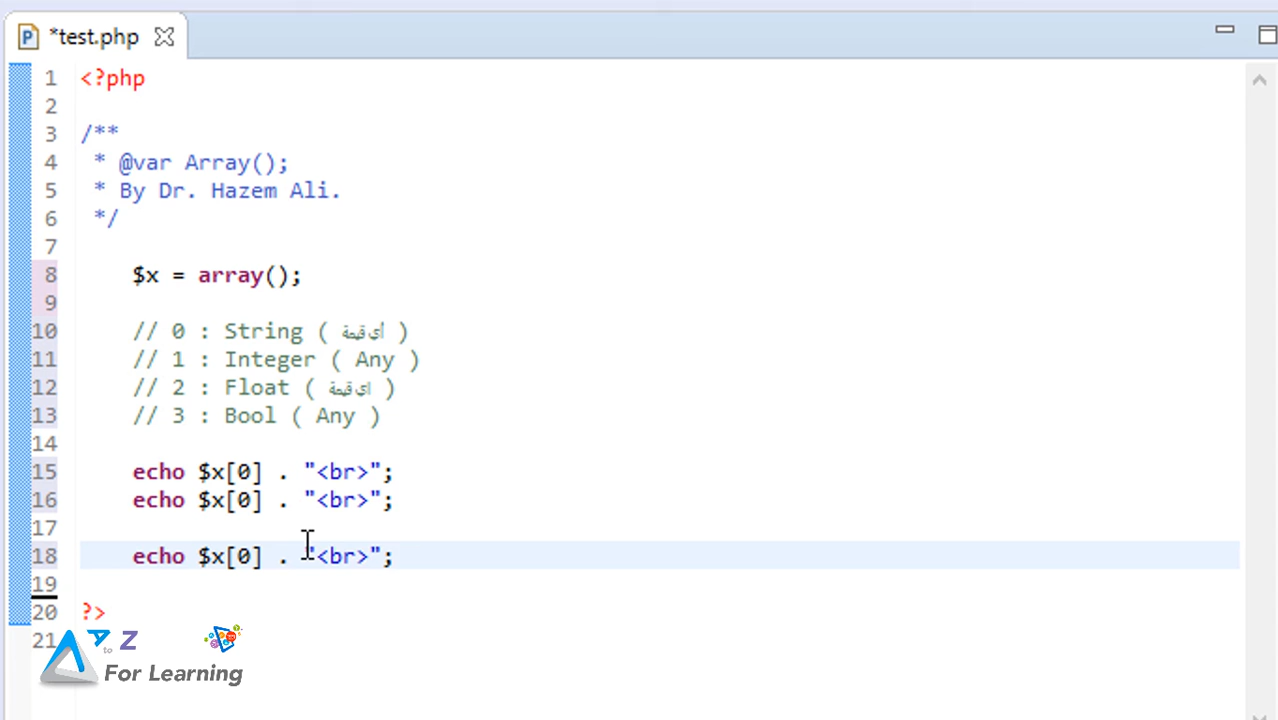 *test.php
1 <?php
2
3 /**
4 * @var Array();
5 * By Dr. Hazem Ali.
6 */
7
8 $x = array();
9
10 // 0 : String ( أي قيمة )
11 // 1 : Integer ( Any )
12 // 2 : Float ( اي قيمة )
13 // 3 : Bool ( Any )
14
15 echo $x[0] . "<br>";
16 echo $x[0] . "<br>";
17
18 echo $x[0] . "<br>";
19
20 ?>
21
A to Z
For Learning